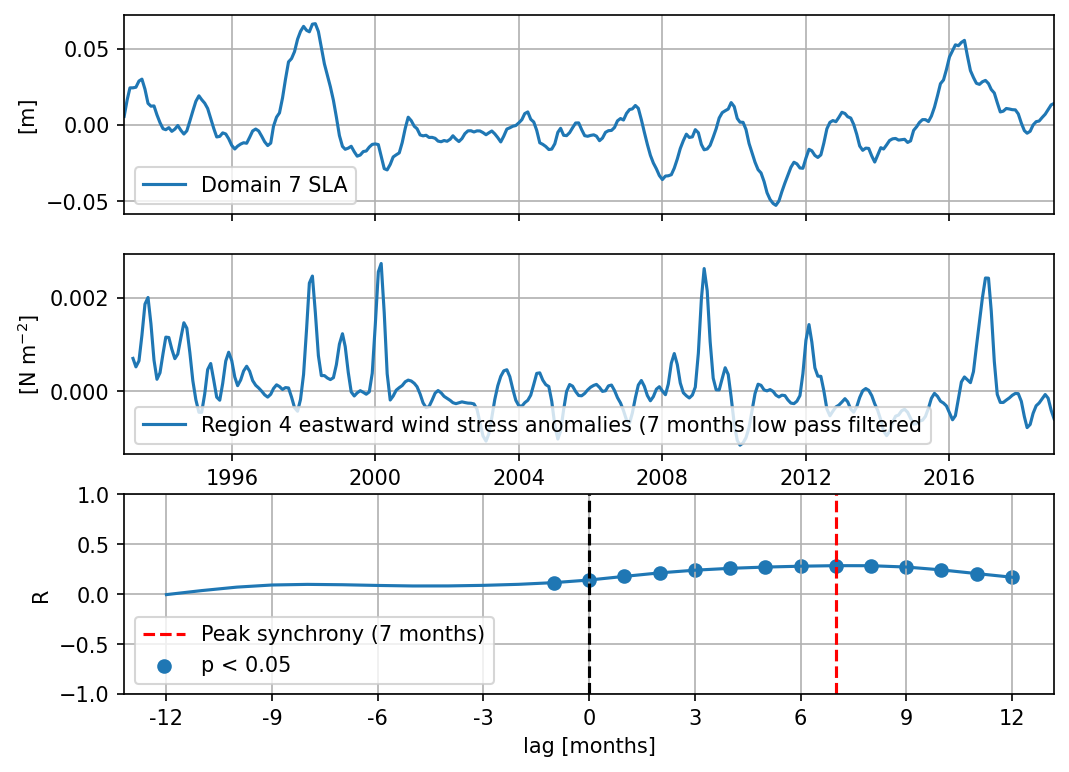 0.05
0.00
−0.05
[m]
Domain 7 SLA
0.002
0.000
[N m−2]
Region 4 eastward wind stress anomalies (7 months low pass filtered
1996 2000 2004 2008 2012 2016
1.0
0.5
0.0
−0.5
−1.0
R
Peak synchrony (7 months)
p < 0.05
-12 -9 -6 -3 0 3 6 9 12
lag [months]